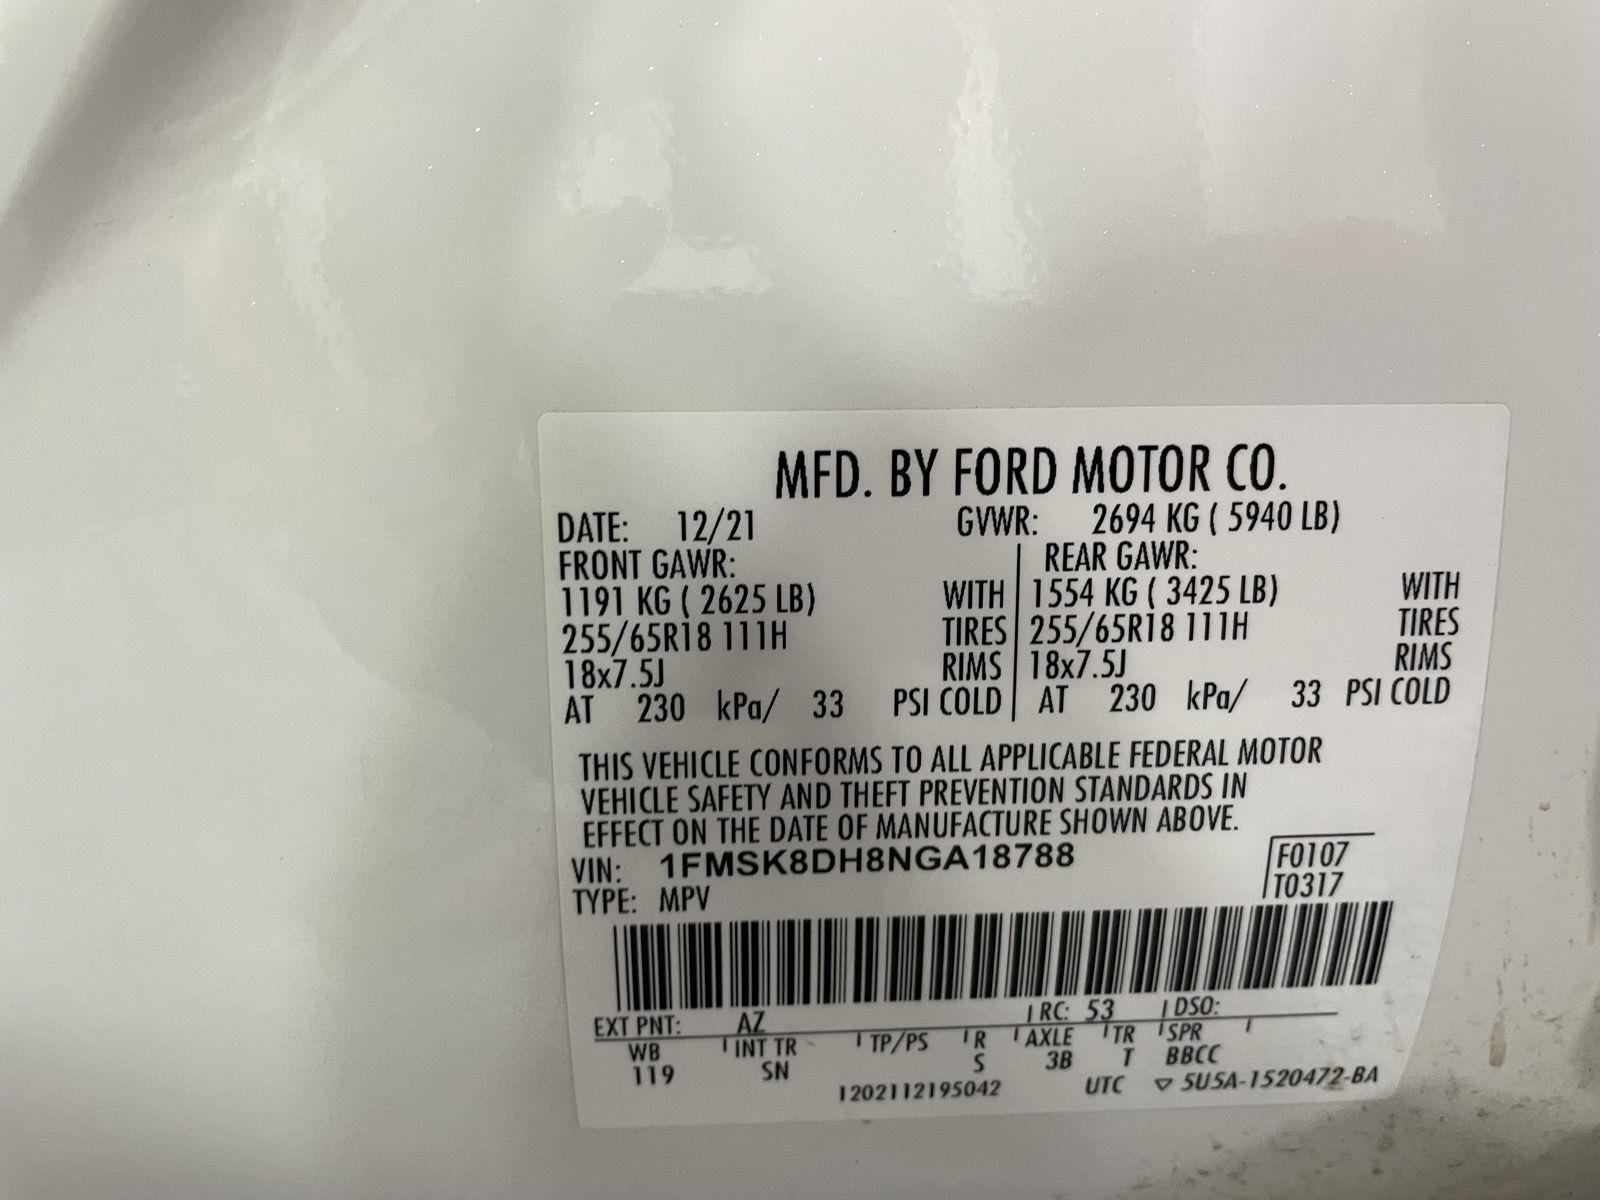 MFD. BY FORD MOTOR CO.
DATE: 12/21 GVWR: 2694 KG ( 5940 LB)
FRONT GAWR: REAR GAWR:
1191 KG ( 2625 LB) WITH 1554 KG ( 3425 LB) WITH
255/65R18 111H TIRES 255/65R18 111H TIRES
18x7.5J RIMS 18x7.5J RIMS
AT 230 kPa/ 33 PSI COLD AT 230 kPa/ 33 PSI COLD
THIS VEHICLE CONFORMS TO ALL APPLICABLE FEDERAL MOTOR
VEHICLE SAFETY AND THEFT PREVENTION STANDARDS IN
EFFECT ON THE DATE OF MANUFACTURE SHOWN ABOVE.
VIN: 1FMSK8DH8NGA18788 F0107
TYPE: MPV T0317
EXT PNT: AZ RC: 53 DSO:
WB INT TR TP/PS R AXLE TR SPR
119 SN S 3B T BBCC
1202112195042 UTC ▽ 5U5A-1520472-BA